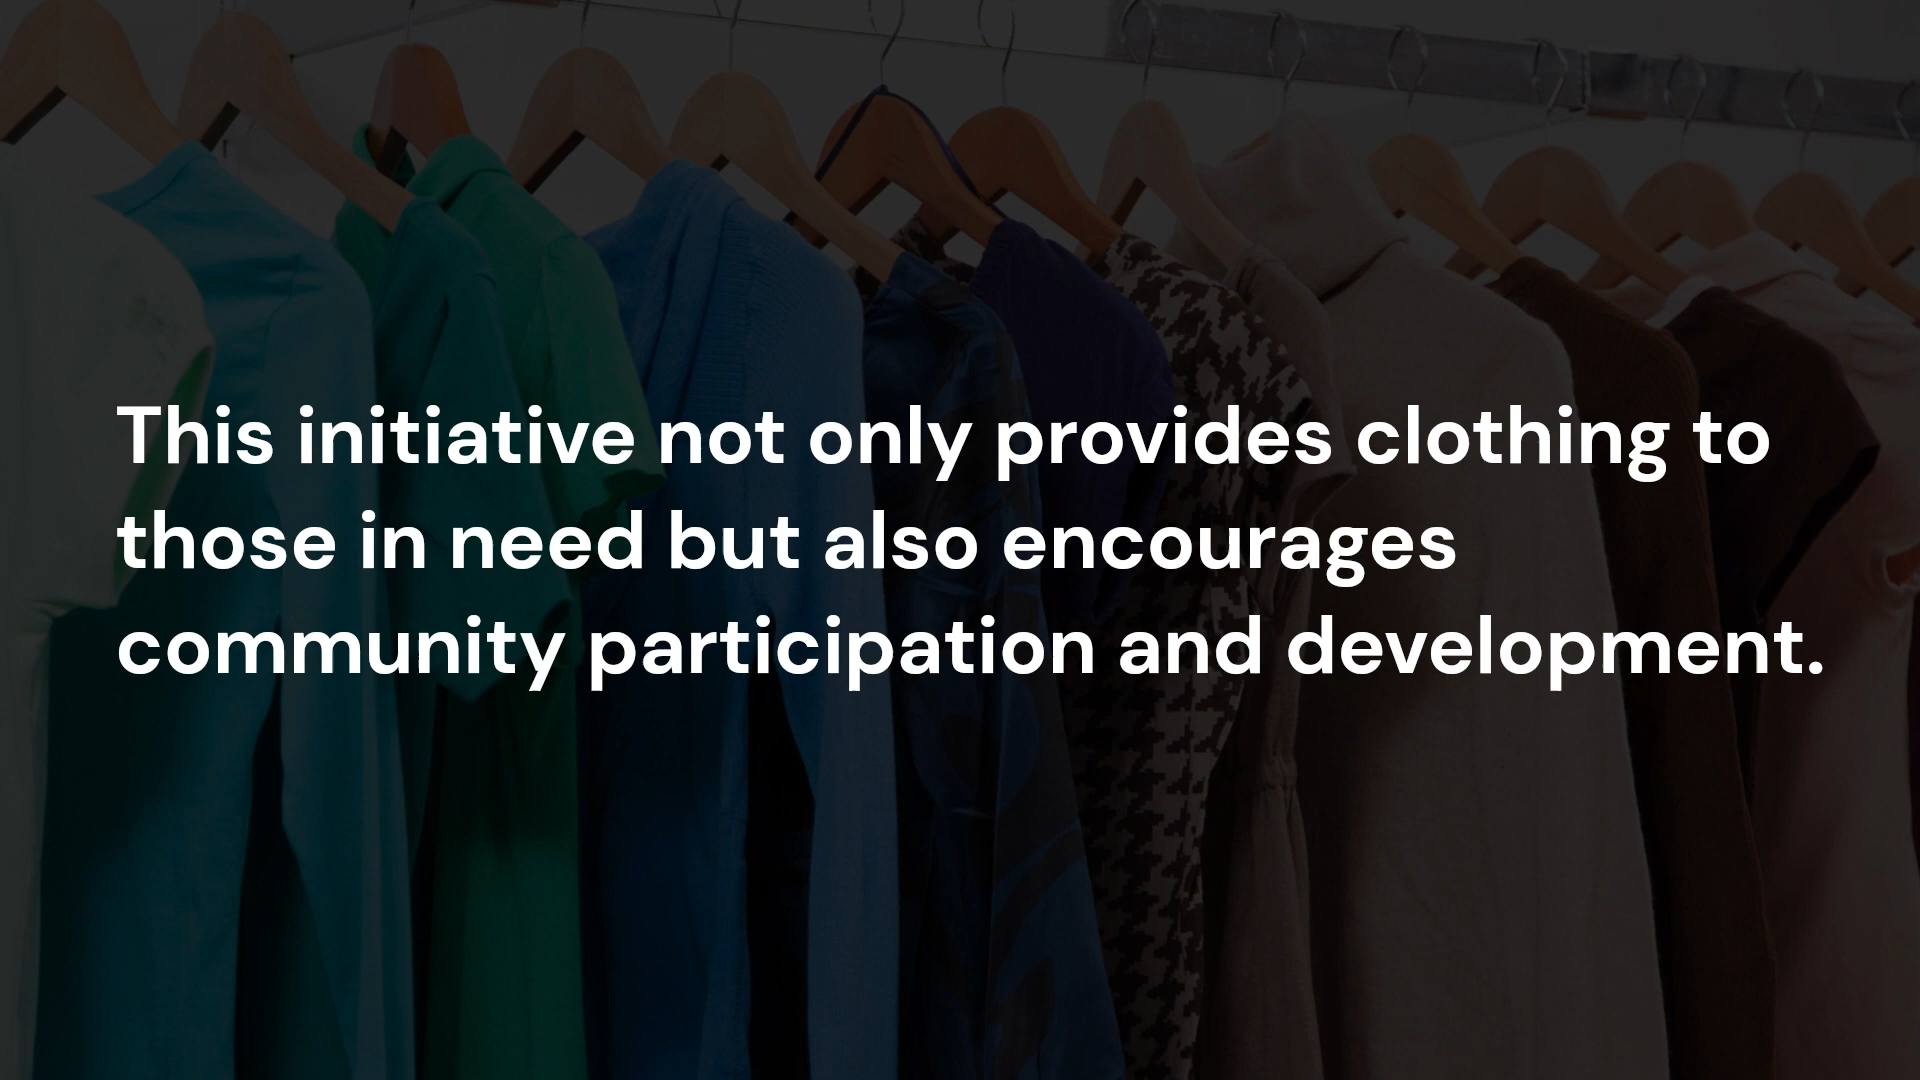 This initiative not only provides clothing to
those in need but also encourages
community participation and development.